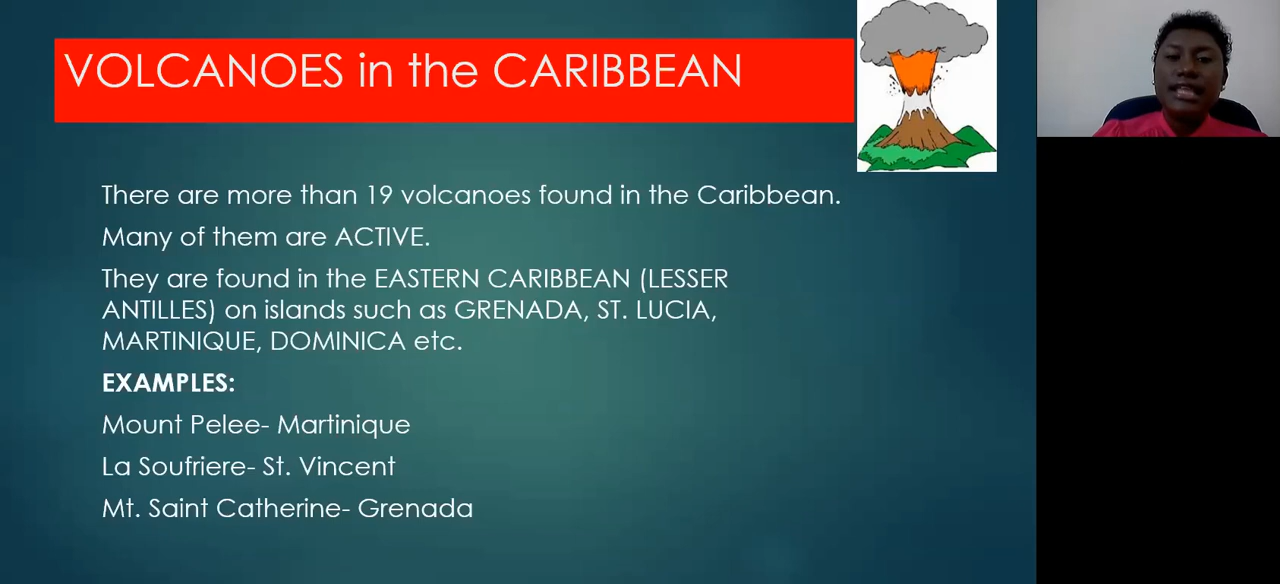 VOLCANOES in the CARIBBEAN
There are more than 19 volcanoes found in the Caribbean.
Many of them are ACTIVE.
They are found in the EASTERN CARIBBEAN (LESSER
ANTILLES) on islands such as GRENADA, ST. LUCIA,
MARTINIQUE, DOMINICA etc.
EXAMPLES:
Mount Pelee- Martinique
La Soufriere- St. Vincent
Mt. Saint Catherine- Grenada